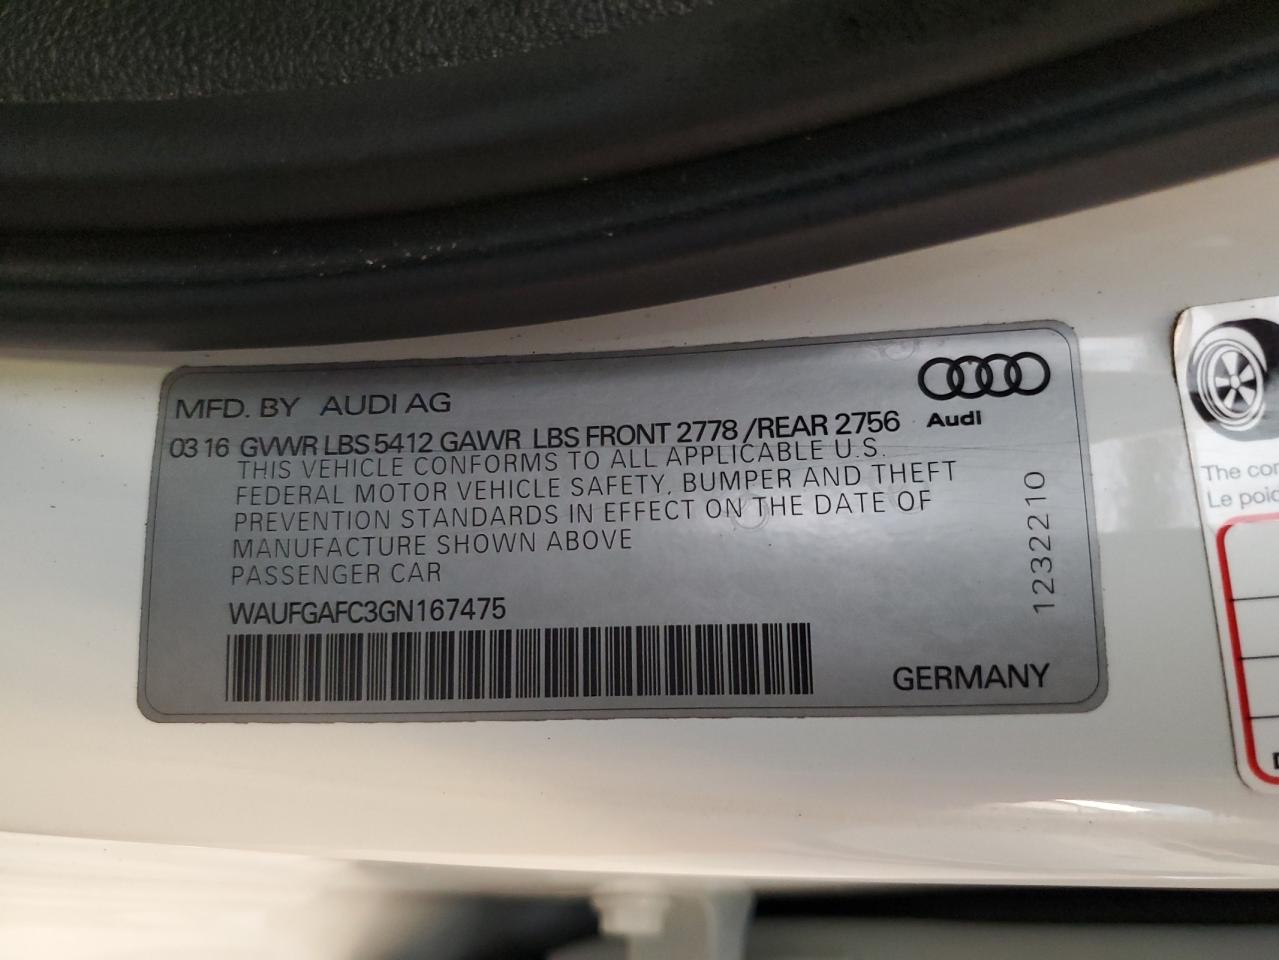 MFD. BY AUDI AG
Audi
03 16 GVWR LBS 5412 GAWR LBS FRONT 2778 /REAR 2756
THIS VEHICLE CONFORMS TO ALL APPLICABLE U.S.
FEDERAL MOTOR VEHICLE SAFETY, BUMPER AND THEFT
PREVENTION STANDARDS IN EFFECT ON THE DATE OF
MANUFACTURE SHOWN ABOVE
PASSENGER CAR
WAUFGAFC3GN167475
1232210
GERMANY
The
Le